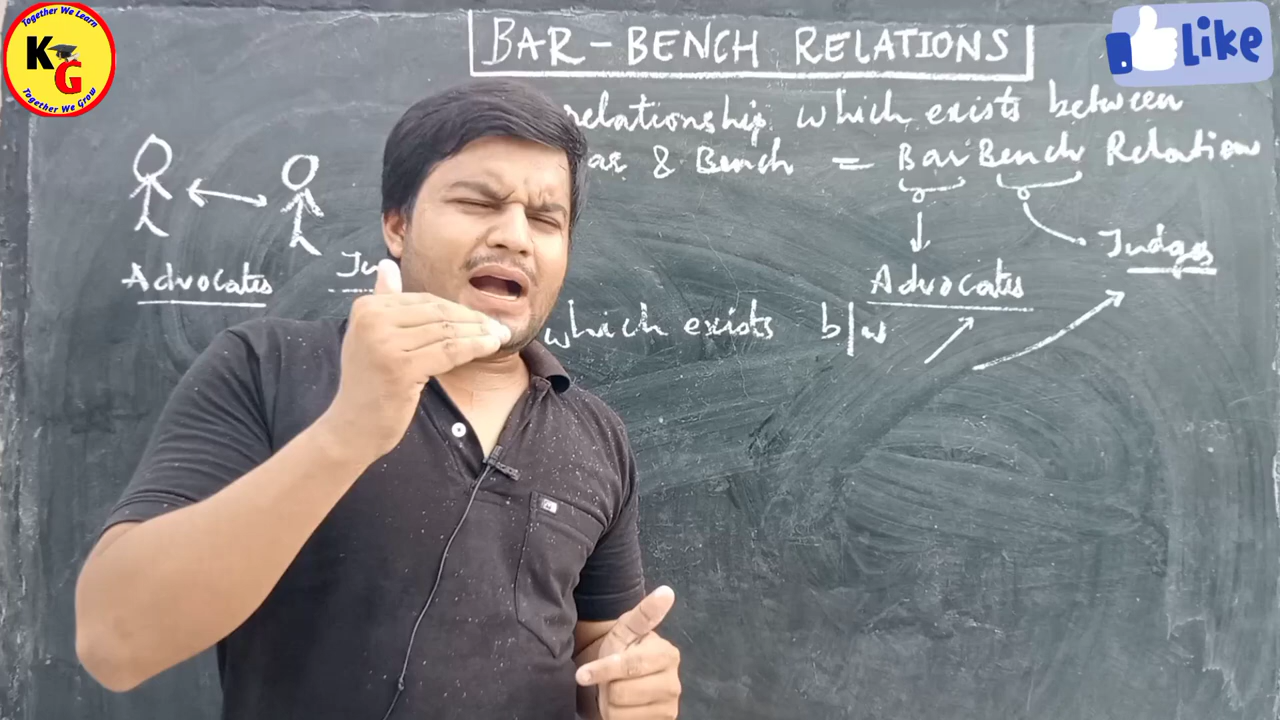 Together We Learn
KG
Together We Grow
Like
BAR-BENCH RELATIONS
relationship which exists between
& Bench = Bar Bench Relation
Judges
Advocates
Advocates
which exists b/w